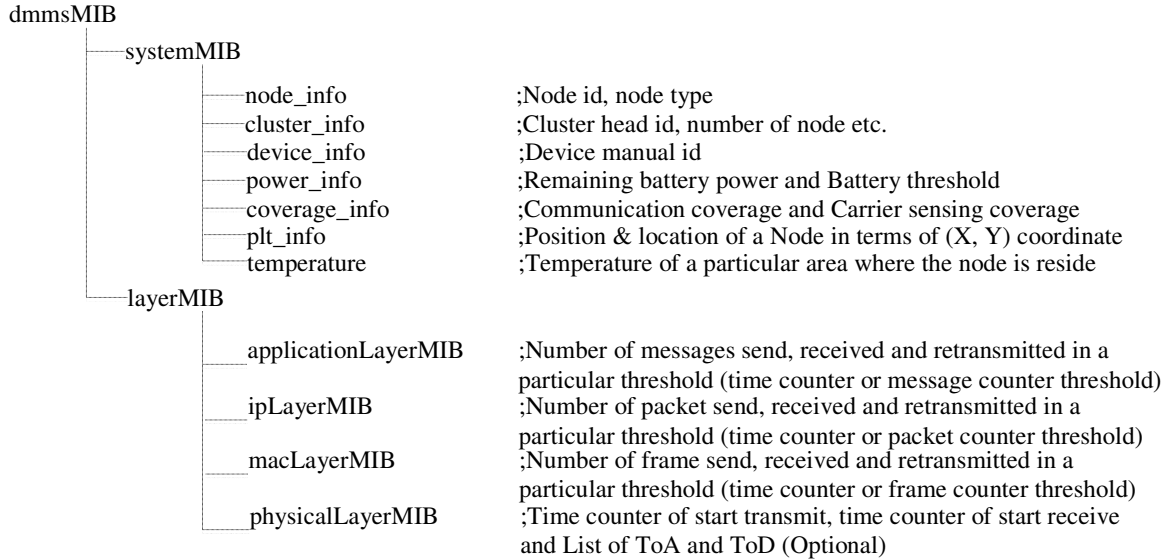 dmmsMIB
systemMIB
node_info ;Node id, node type
cluster_info ;Cluster head id, number of node etc.
device_info ;Device manual id
power_info ;Remaining battery power and Battery threshold
coverage_info ;Communication coverage and Carrier sensing coverage
plt_info ;Position & location of a Node in terms of (X, Y) coordinate
temperature ;Temperature of a particular area where the node is reside
layerMIB
applicationLayerMIB ;Number of messages send, received and retransmitted in a
particular threshold (time counter or message counter threshold)
ipLayerMIB ;Number of packet send, received and retransmitted in a
particular threshold (time counter or packet counter threshold)
macLayerMIB ;Number of frame send, received and retransmitted in a
particular threshold (time counter or frame counter threshold)
physicalLayerMIB ;Time counter of start transmit, time counter of start receive
and List of ToA and ToD (Optional)